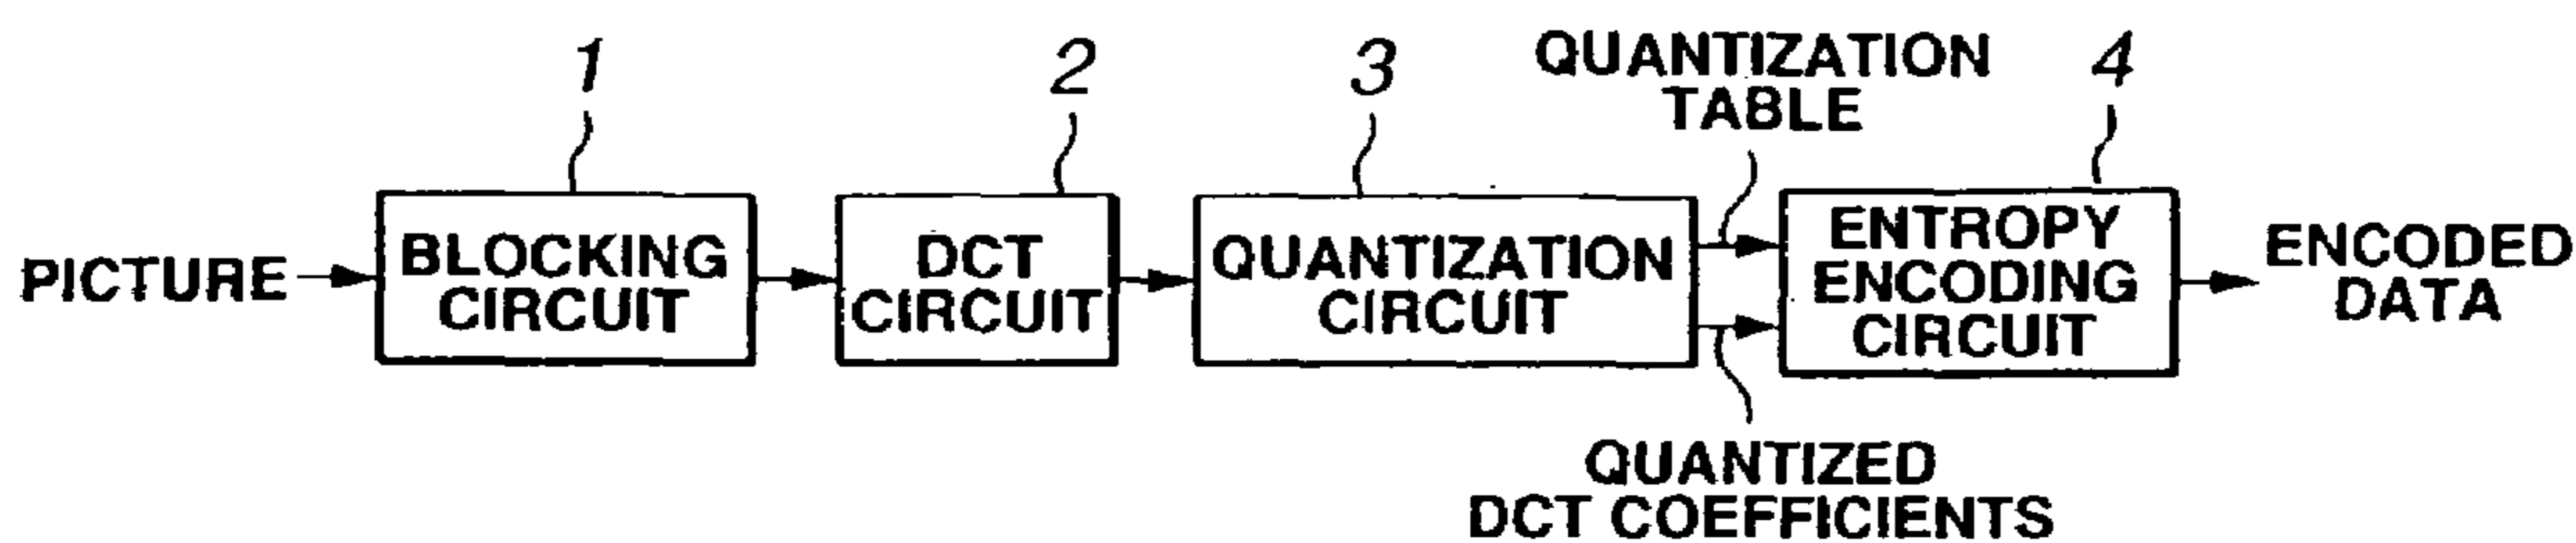 1
2
3
QUANTIZATION
TABLE
4
PICTURE
BLOCKING
CIRCUIT
DCT
CIRCUIT
QUANTIZATION
CIRCUIT
ENTROPY
ENCODING
CIRCUIT
ENCODED
DATA
QUANTIZED
DCT COEFFICIENTS